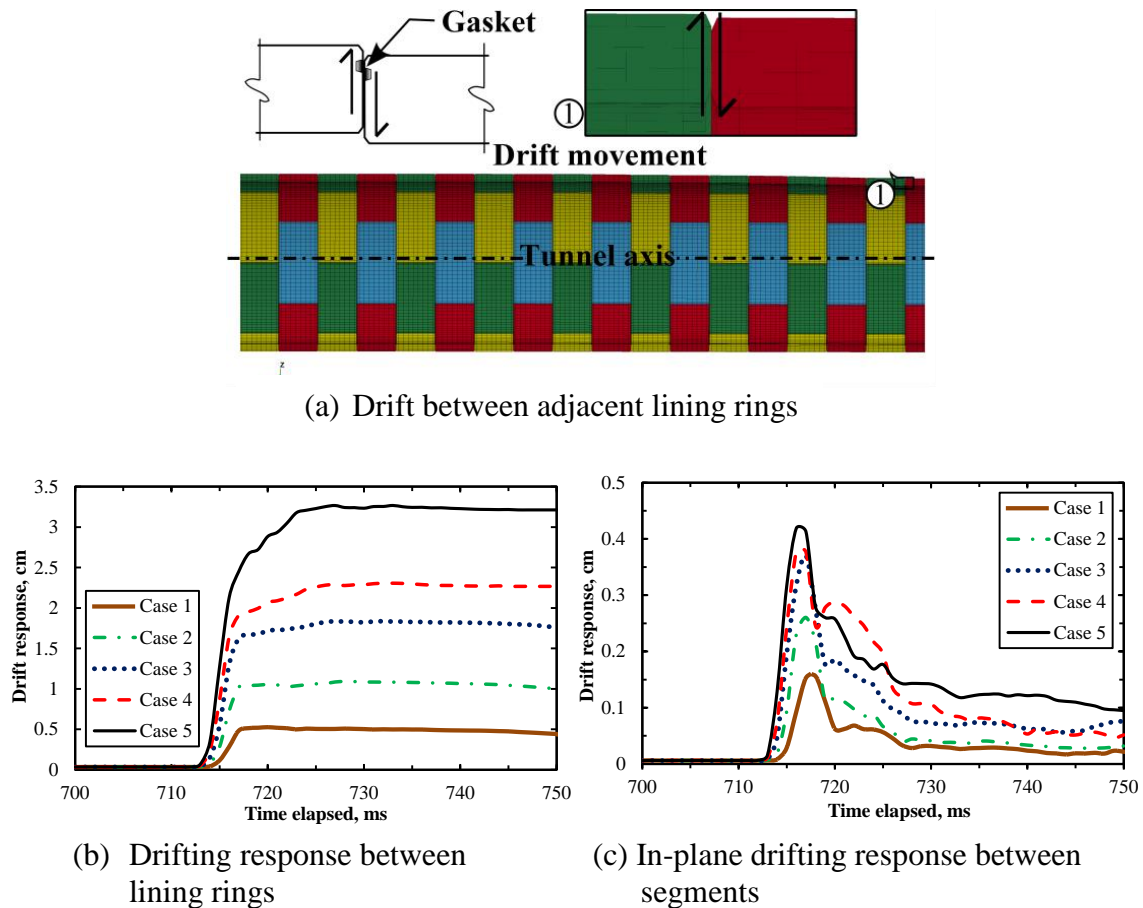 Gasket
1
Drift movement
1
Tunnel axis
z
(a) Drift between adjacent lining rings
Drift response, cm
3.5
3
2.5
2
1.5
1
0.5
0
Case 1
Case 2
Case 3
Case 4
Case 5
700 710 720 730 740 750
Time elapsed, ms
(b) Drifting response between
lining rings
Drift response, cm
0.5
0.4
0.3
0.2
0.1
0
Case 1
Case 2
Case 3
Case 4
Case 5
700 710 720 730 740 750
Time elapsed, ms
(c) In-plane drifting response between
segments